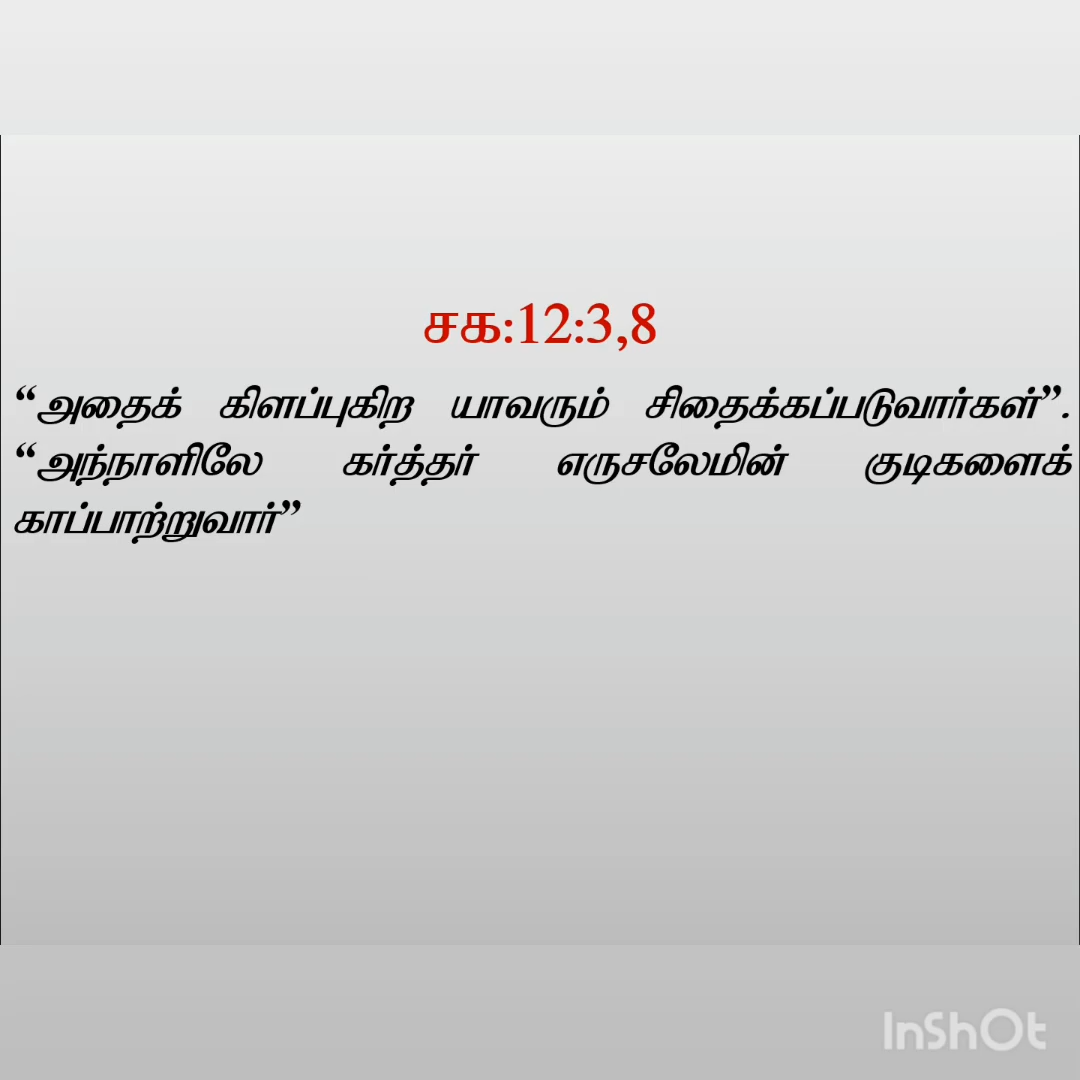 சக:12:3,8
“அதைக் கிளப்புகிற யாவரும் சிதைக்கப்படுவார்கள்”.
“அந்நாளிலே கர்த்தர் எருசலேமின் குடிகளைக்
காப்பாற்றுவார்”
InShOt